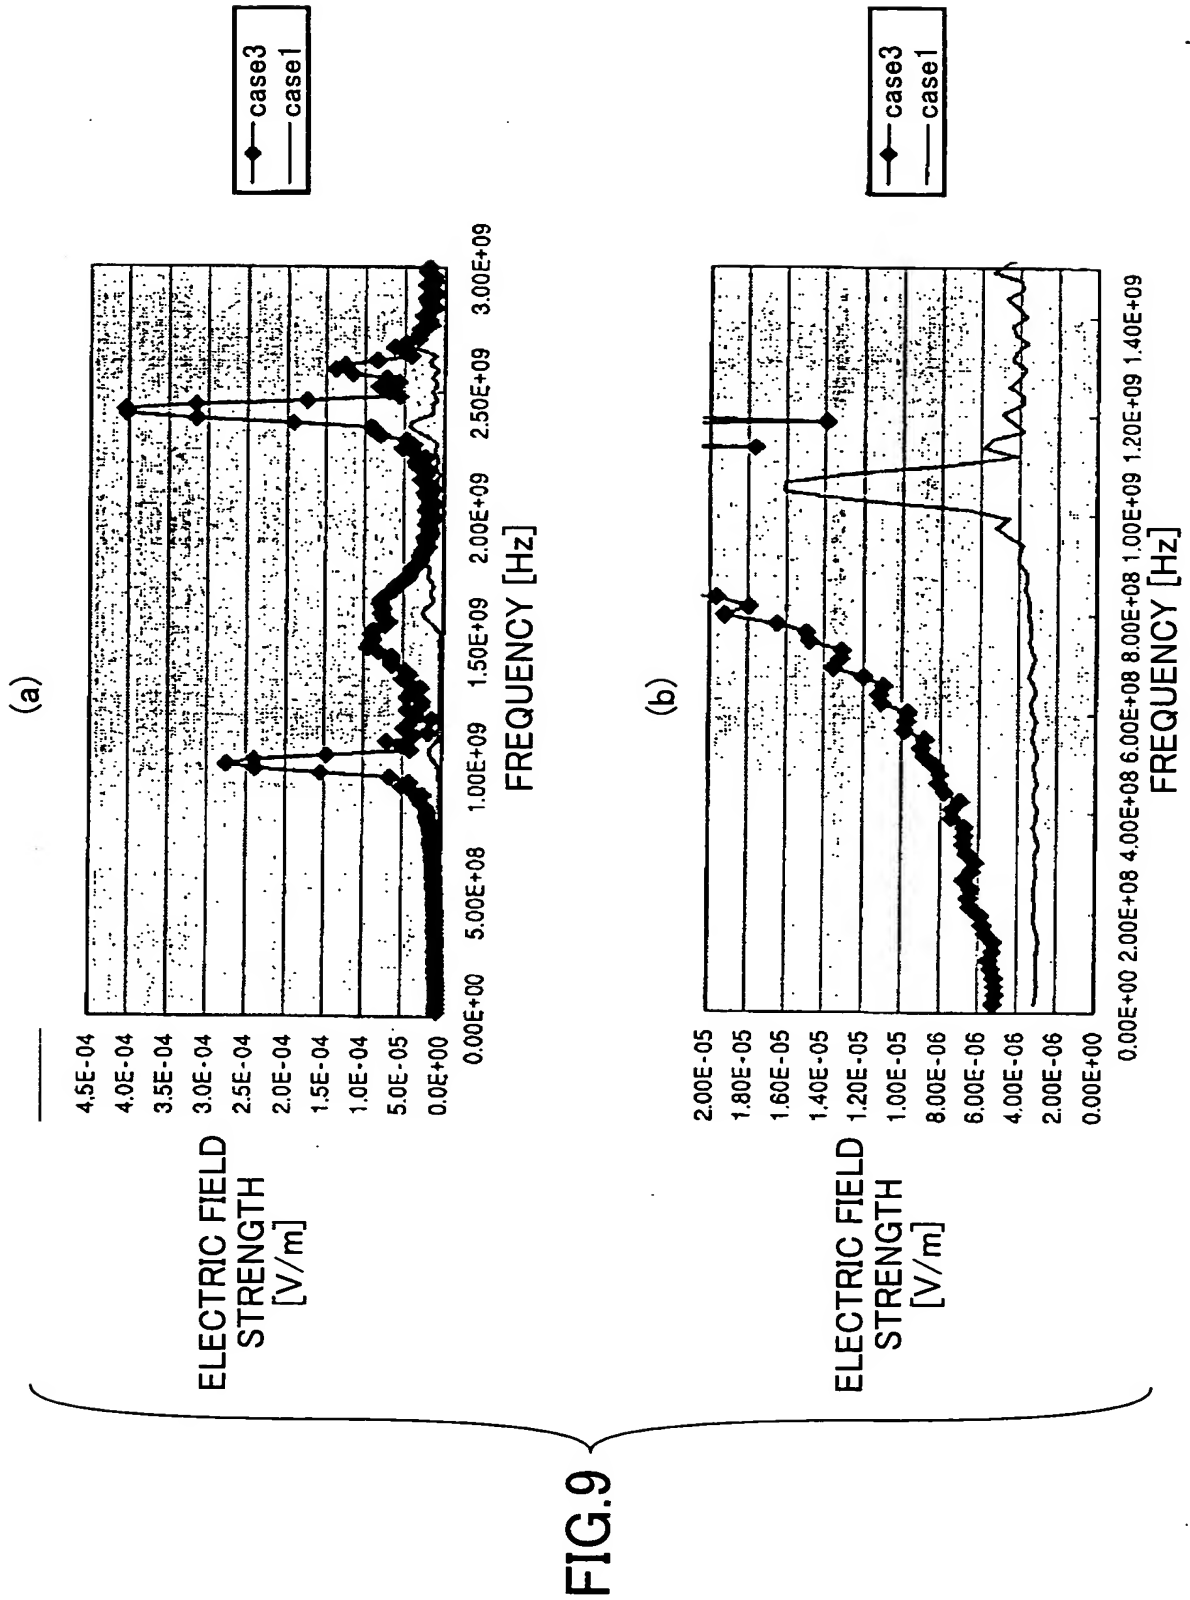 FIG.9
(a)
ELECTRIC FIELD
STRENGTH
[V/m]
4.5E-04
4.0E-04
3.5E-04
3.0E-04
2.5E-04
2.0E-04
1.5E-04
1.0E-04
5.0E-05
0.0E+00
0.00E+00 5.00E+08 1.00E+09 1.50E+09 2.00E+09 2.50E+09 3.00E+09
FREQUENCY [Hz]
case3
case1
(b)
ELECTRIC FIELD
STRENGTH
[V/m]
2.00E-05
1.80E-05
1.60E-05
1.40E-05
1.20E-05
1.00E-05
8.00E-06
6.00E-06
4.00E-06
2.00E-06
0.00E+00
0.00E+00 2.00E+08 4.00E+08 6.00E+08 8.00E+08 1.00E+09 1.20E+09 1.40E+09
FREQUENCY [Hz]
case3
case1